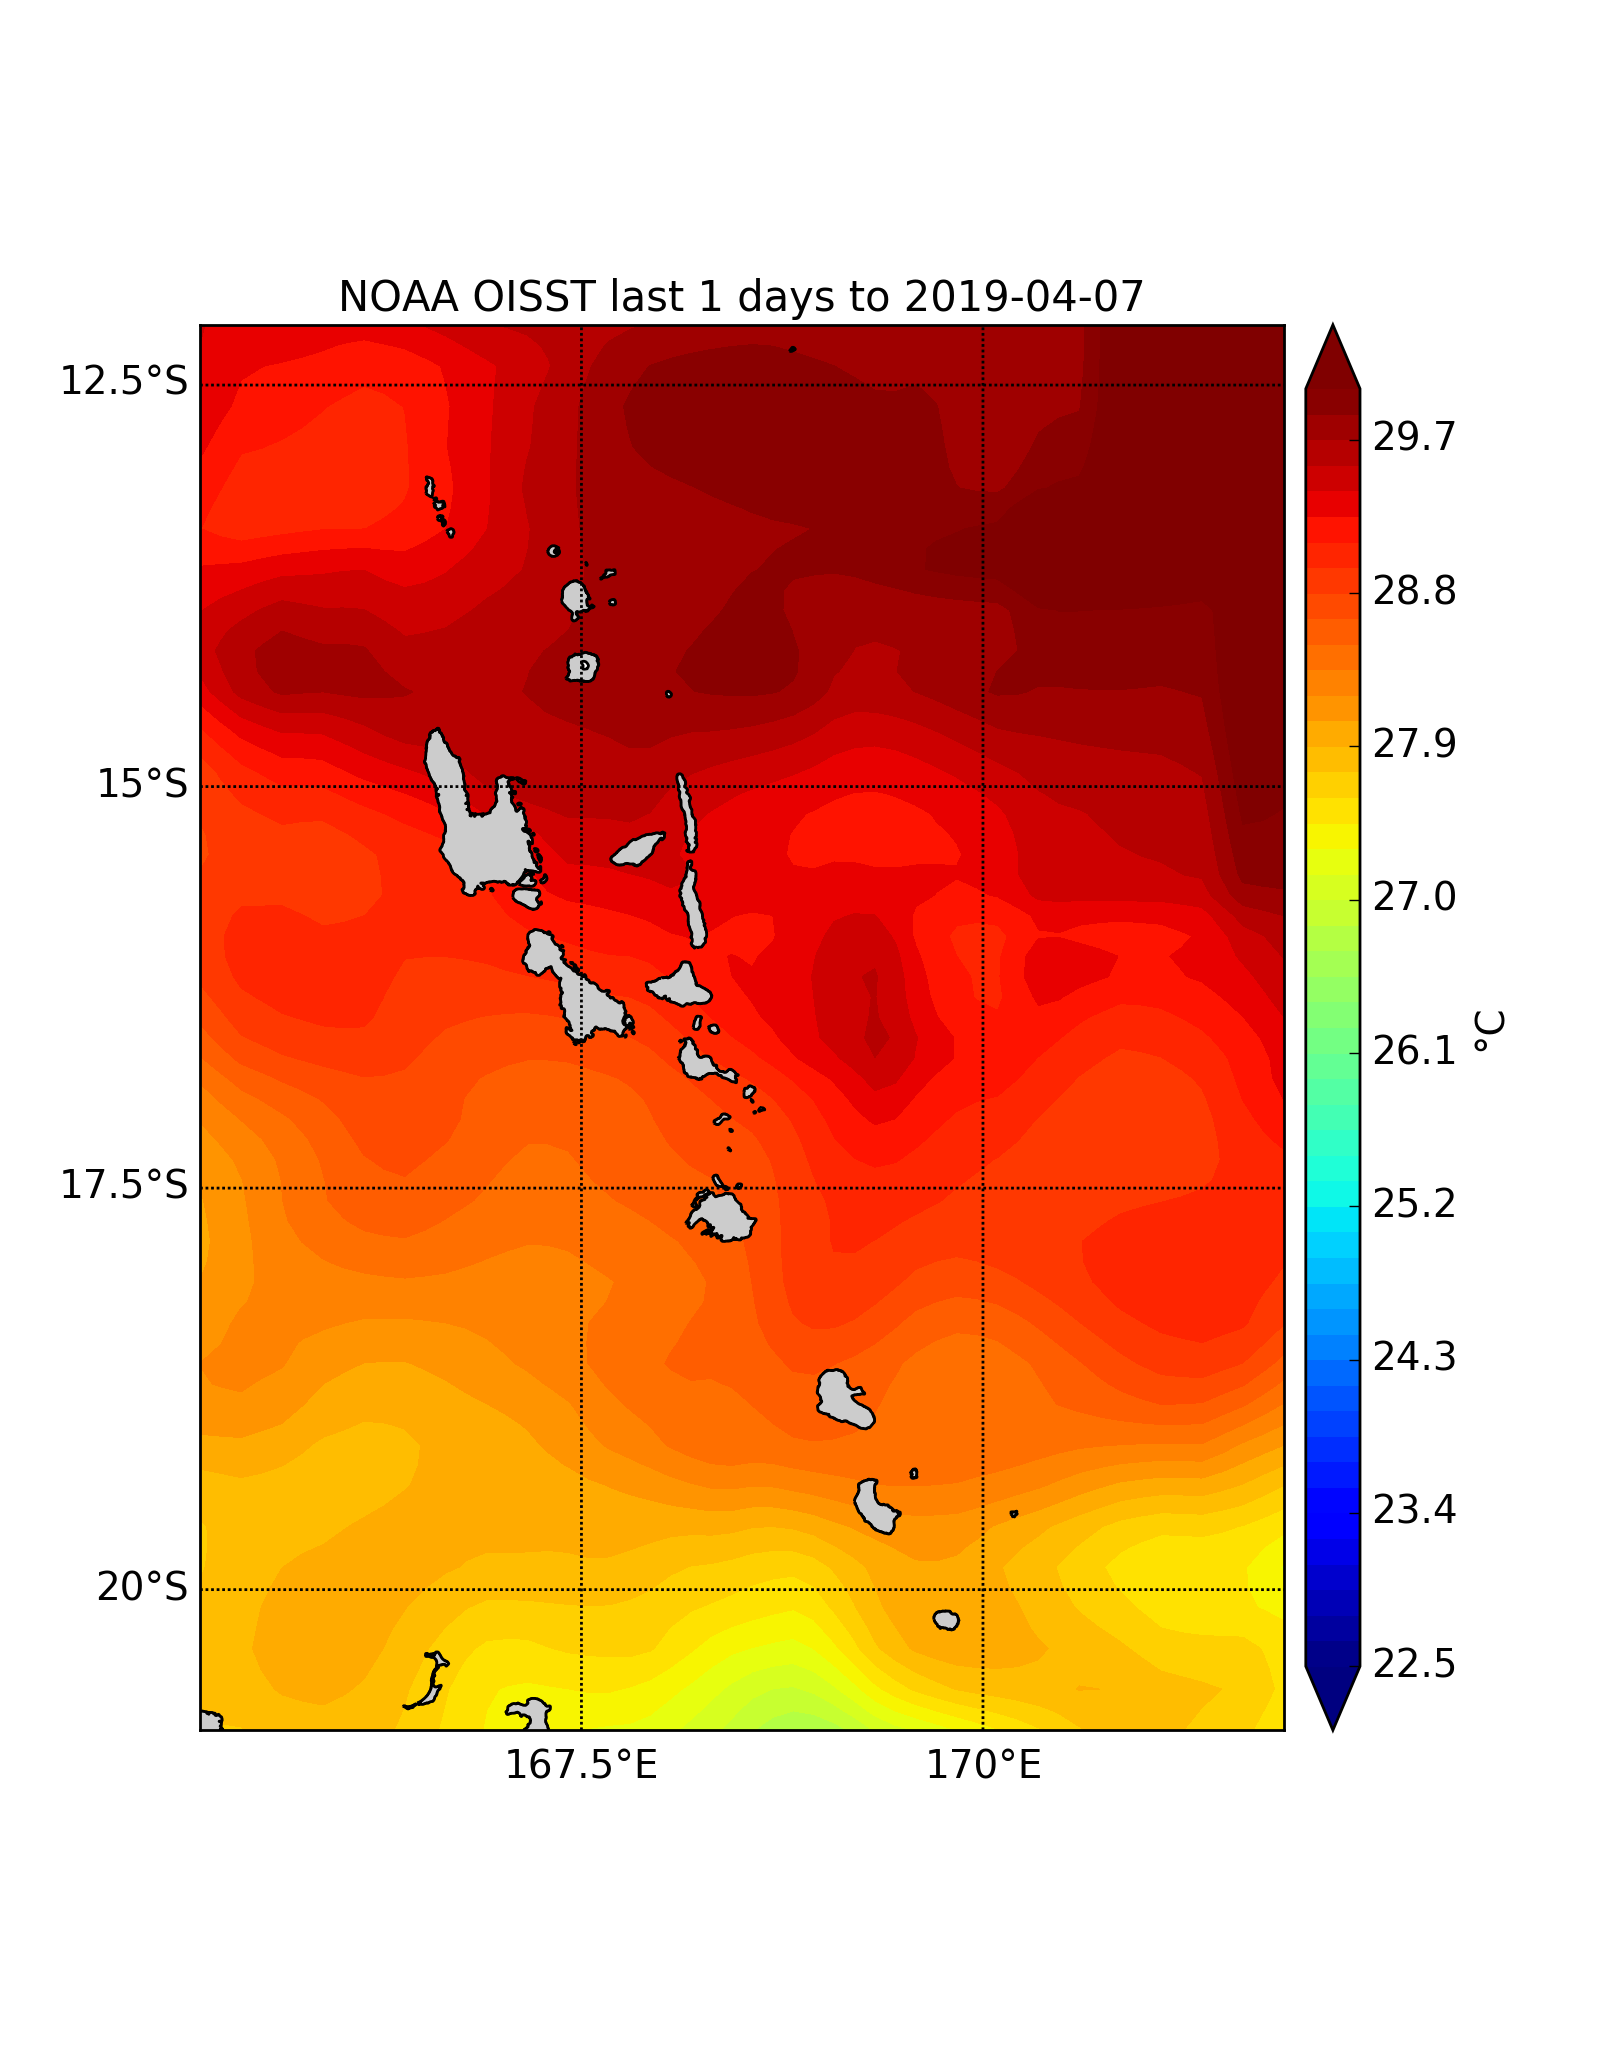 NOAA OISST last 1 days to 2019-04-07
12.5°S
15°S
17.5°S
20°S
167.5°E
170°E
29.7
28.8
27.9
27.0
26.1
25.2
24.3
23.4
22.5
°C